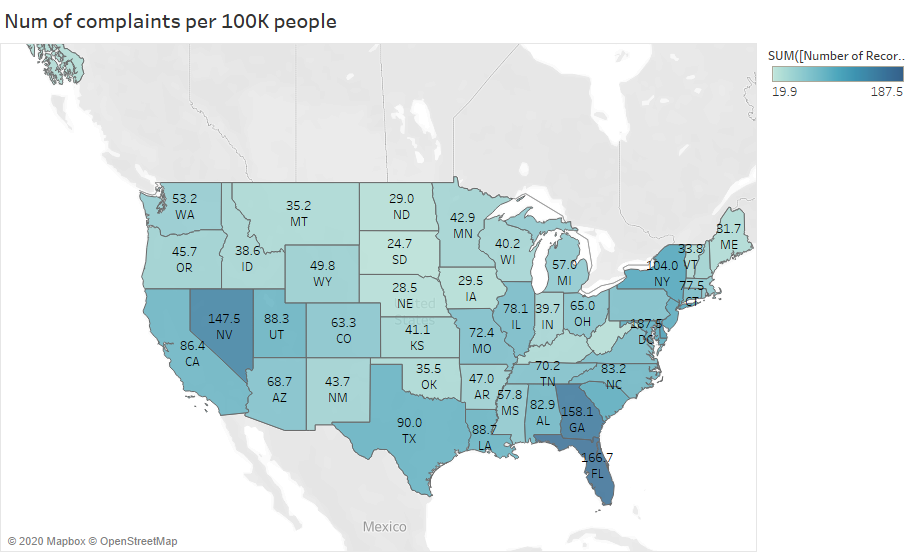 Num of complaints per 100K people
SUM([Number of Recor..
19.9
187.5
53.2
WA
35.2
MT
29.0
ND
42.9
MN
31.7
ME
45.7
OR
38.6
ID
24.7
SD
40.2
WI
33.8
VT
49.8
WY
57.0
MI
104.0
NY
28.5
NE
29.5
IA
77.5
CT
United
States
147.5
NV
88.3
UT
63.3
CO
78.1
IL
39.7
IN
65.0
OH
187.5
DC
86.4
CA
41.1
KS
72.4
MO
68.7
AZ
43.7
NM
35.5
OK
47.0
AR
70.2
TN
83.2
NC
57.8
MS
82.9
AL
158.1
GA
90.0
TX
88.7
LA
166.7
FL
Mexico
© 2020 Mapbox © OpenStreetMap